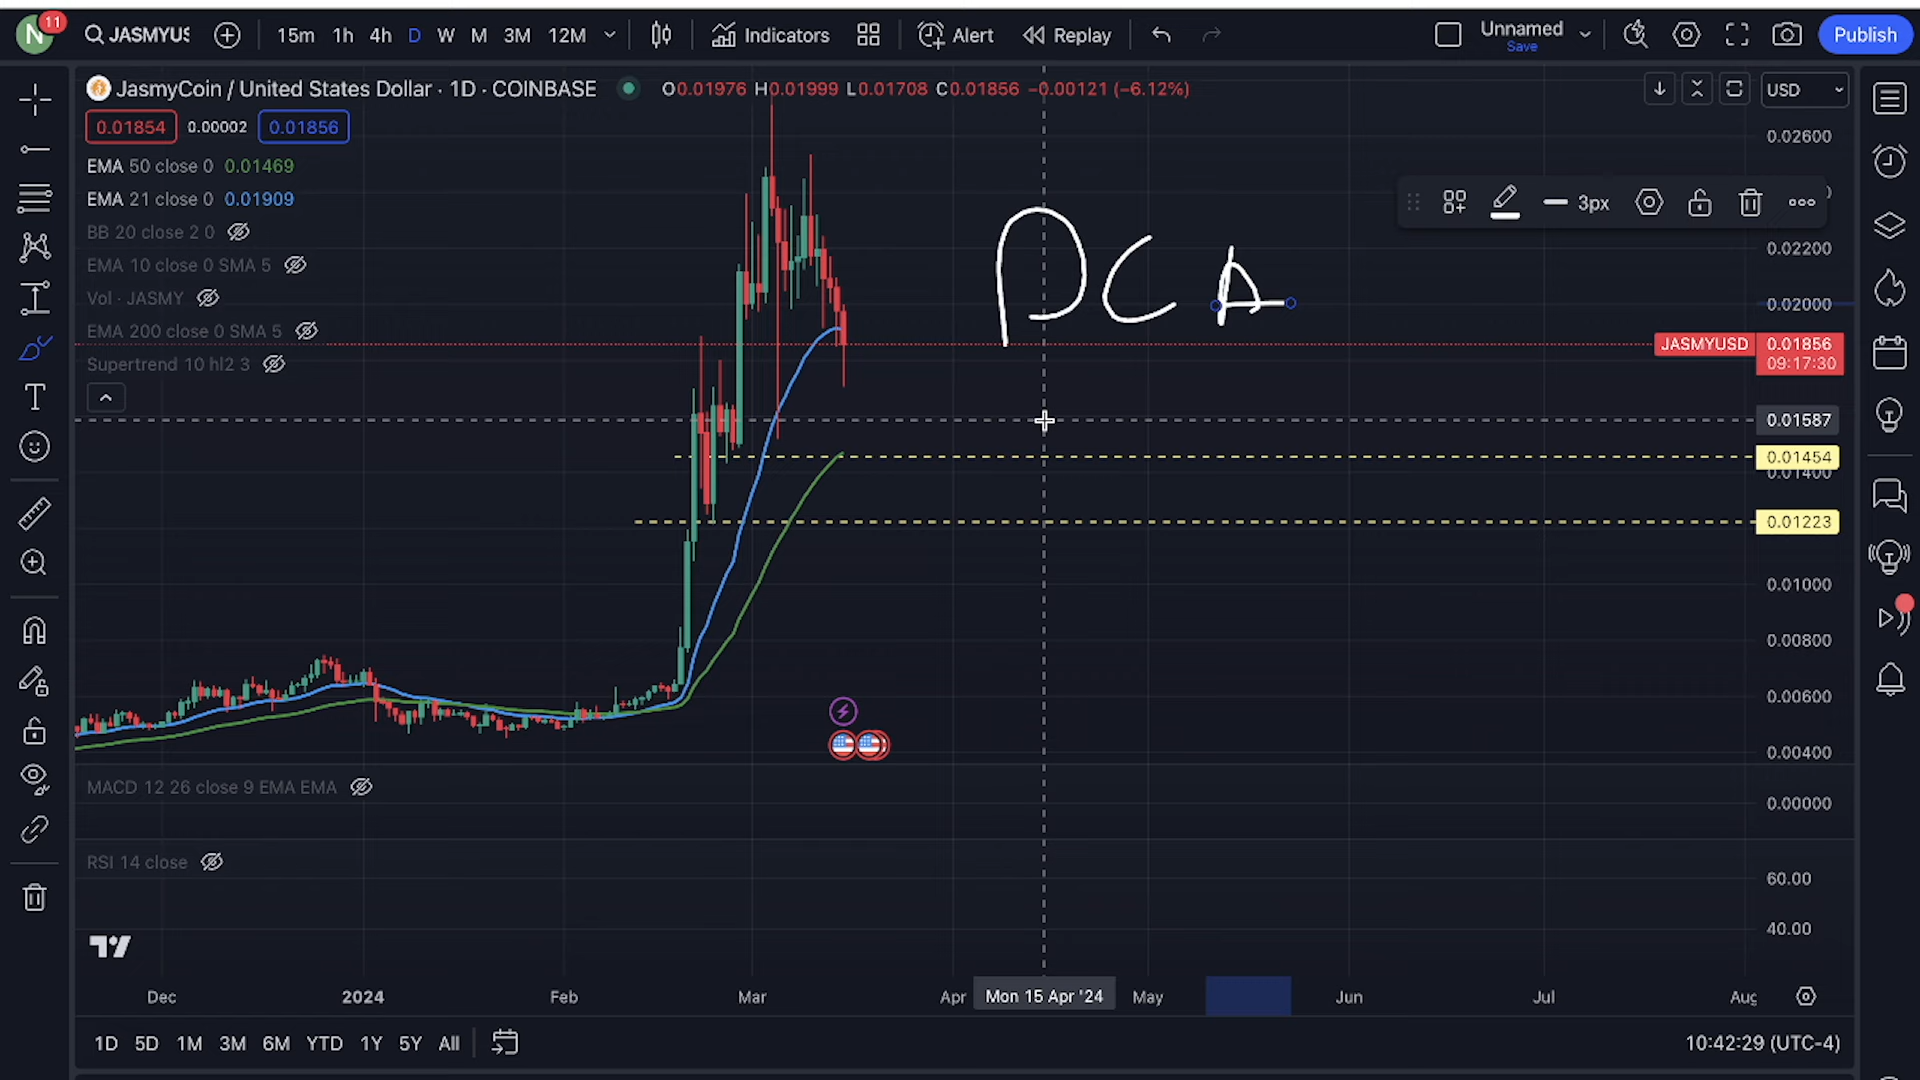 N 11 JASMYUS 15m 1h 4h D W M 3M 12M Indicators Alert Replay Unnamed Save Publish
JasmyCoin / United States Dollar · 1D · COINBASE O0.01976 H0.01999 L0.01708 C0.01856 −0.00121 (−6.12%) USD
0.01854 0.00002 0.01856
0.02600
EMA 50 close 0 0.01469
EMA 21 close 0 0.01909
3px
BB 20 close 2 0
0.02200
EMA 10 close 0 SMA 5
DCA
Vol · JASMY
0.02000
EMA 200 close 0 SMA 5
JASMYUSD 0.01856
09:17:30
Supertrend 10 hl2 3
T
0.01587
0.01454
0.01400
0.01223
0.01000
0.00800
0.00600
0.00400
MACD 12 26 close 9 EMA EMA
0.00000
RSI 14 close
60.00
40.00
Dec 2024 Feb Mar Apr Mon 15 Apr '24 May Jun Jul Aug
1D 5D 1M 3M 6M YTD 1Y 5Y All 10:42:29 (UTC-4)